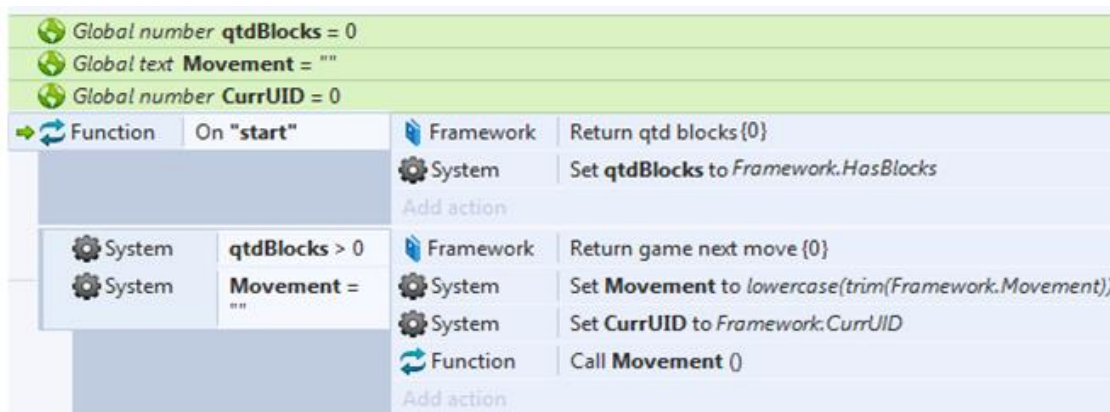 Global number qtdBlocks = 0
Global text Movement = ""
Global number CurrUID = 0
Function On "start" Framework Return qtd blocks{0}
System Set qtdBlocks to Framework.HasBlocks
Add action
System qtdBlocks > 0 Framework Return game next move {0}
System Movement = System Set Movement to lowercase(trim(Framework.Movement))
"" System Set CurrUID to Framework.CurrUID
Function Call Movement ()
Add action